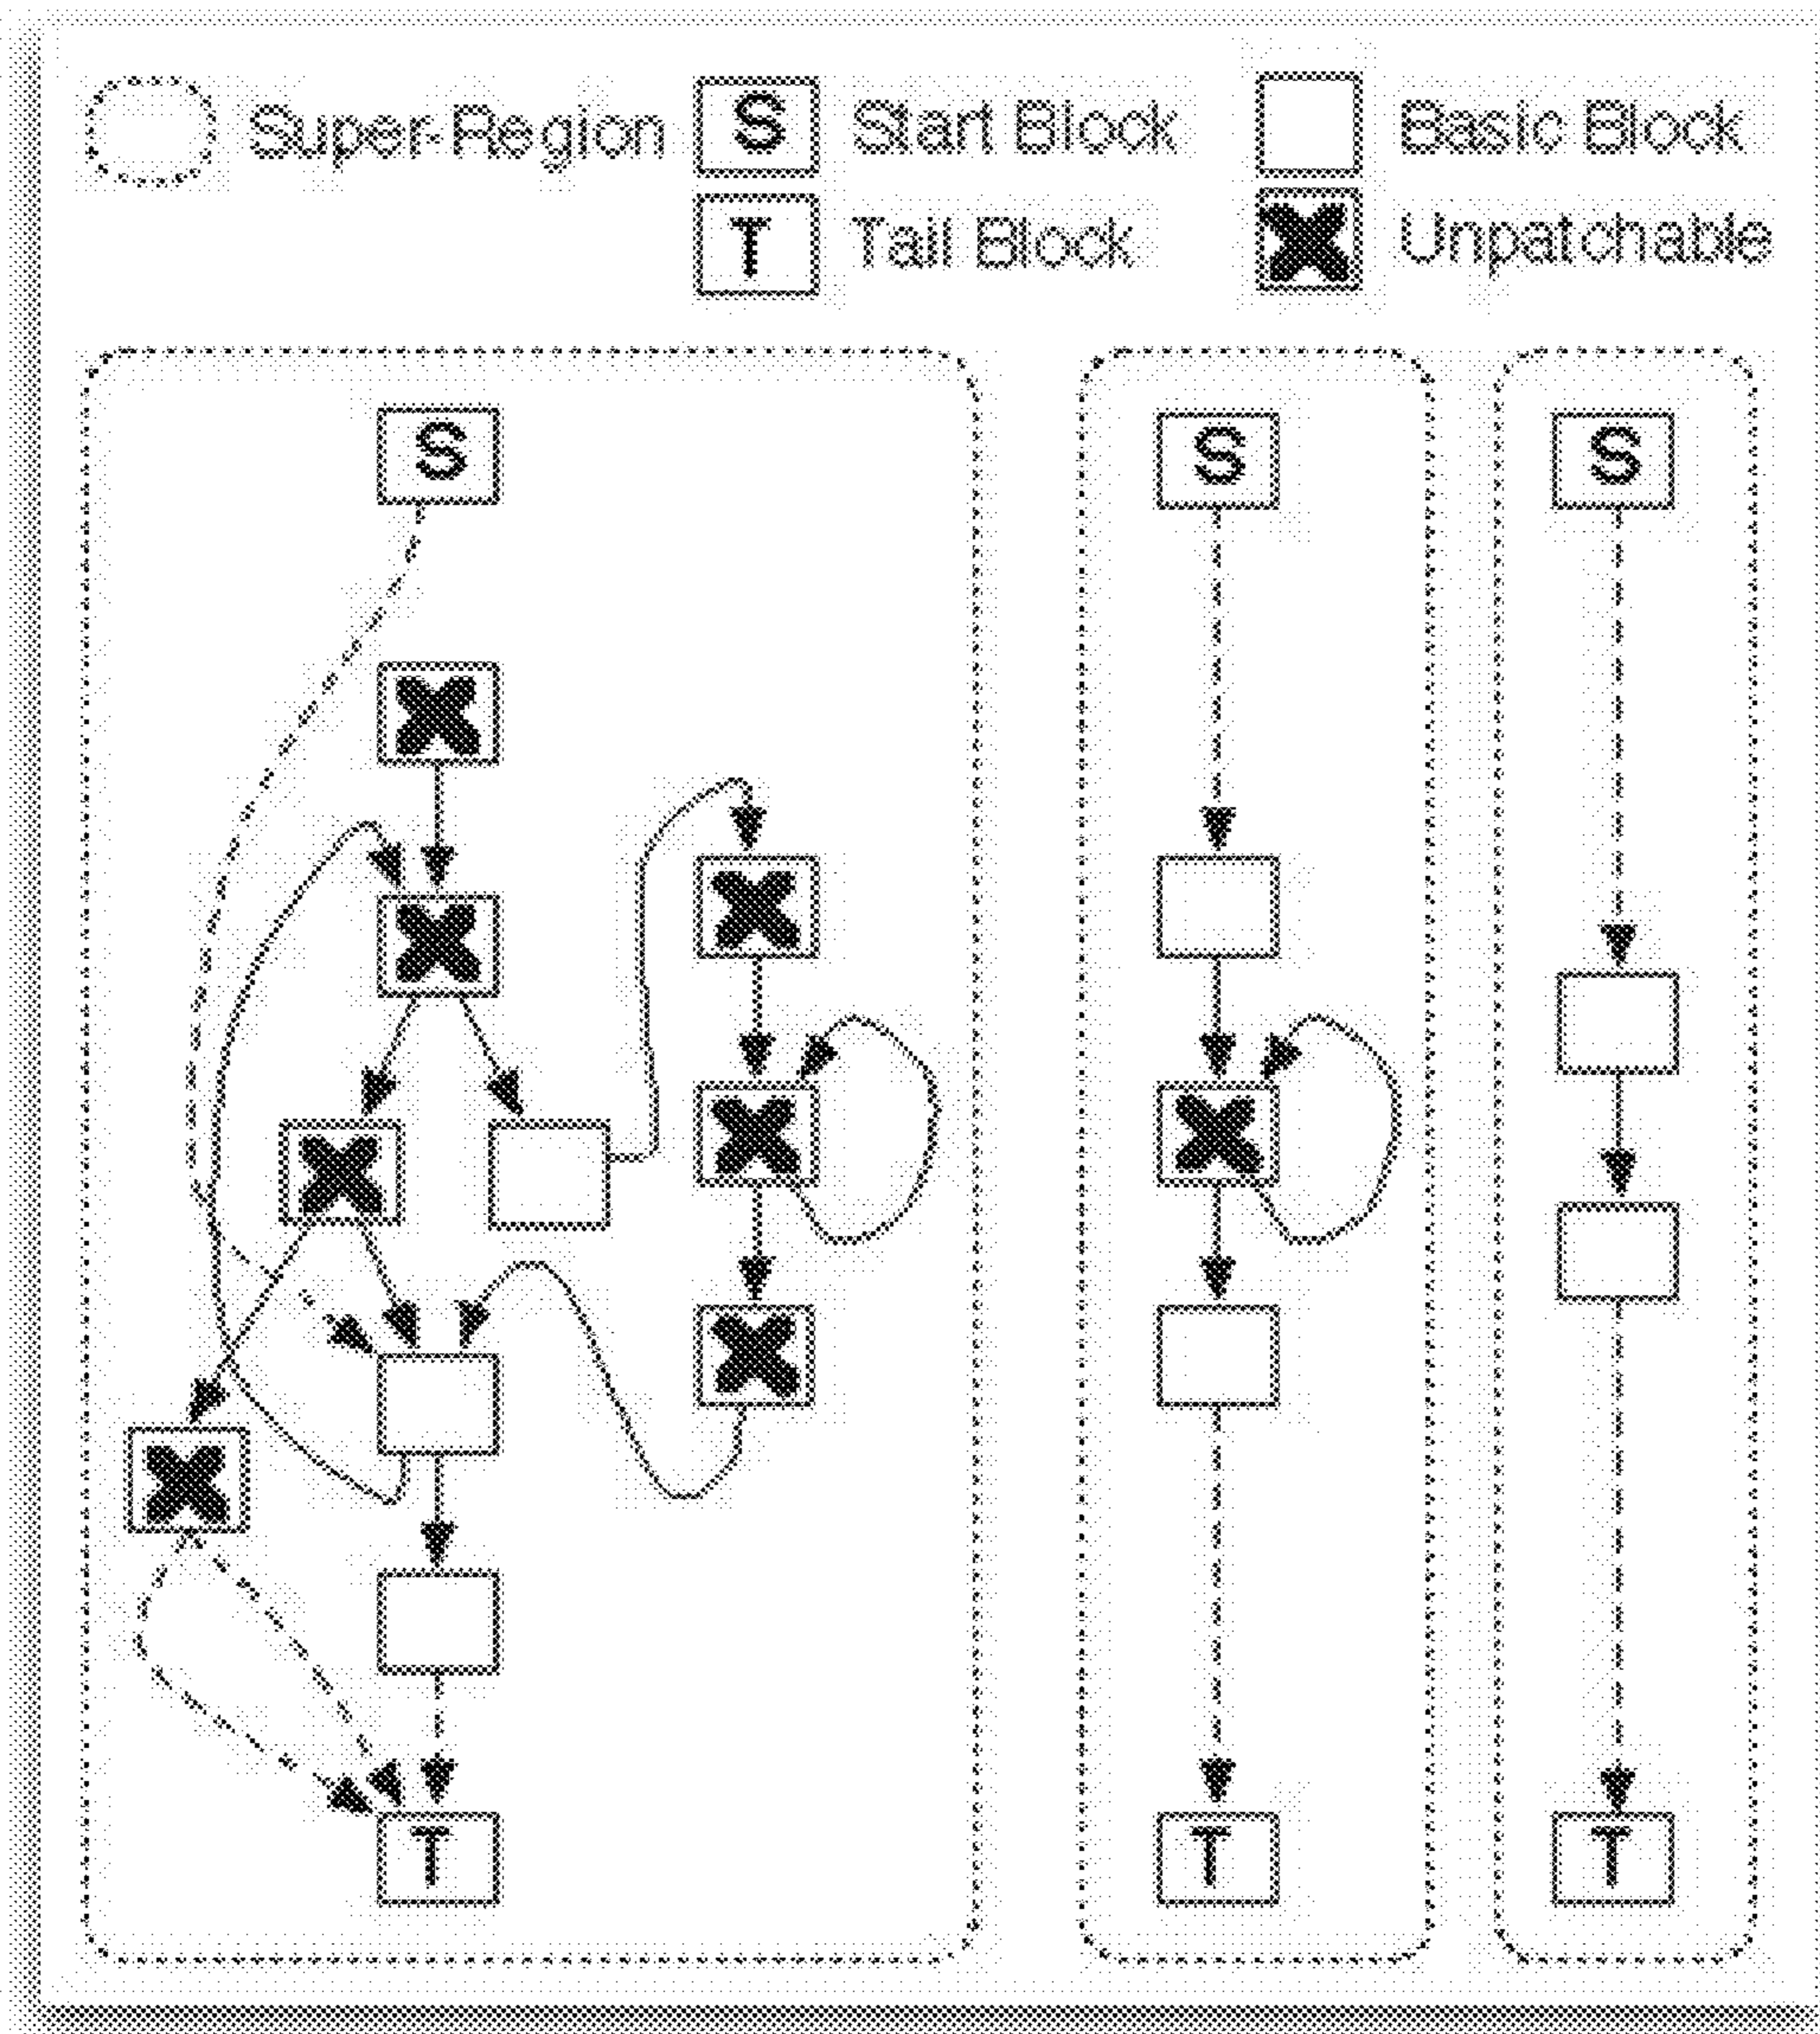 Super-Region
S Start Block
Basic Block
T Tail Block
Unpatchable
S S S
T T T